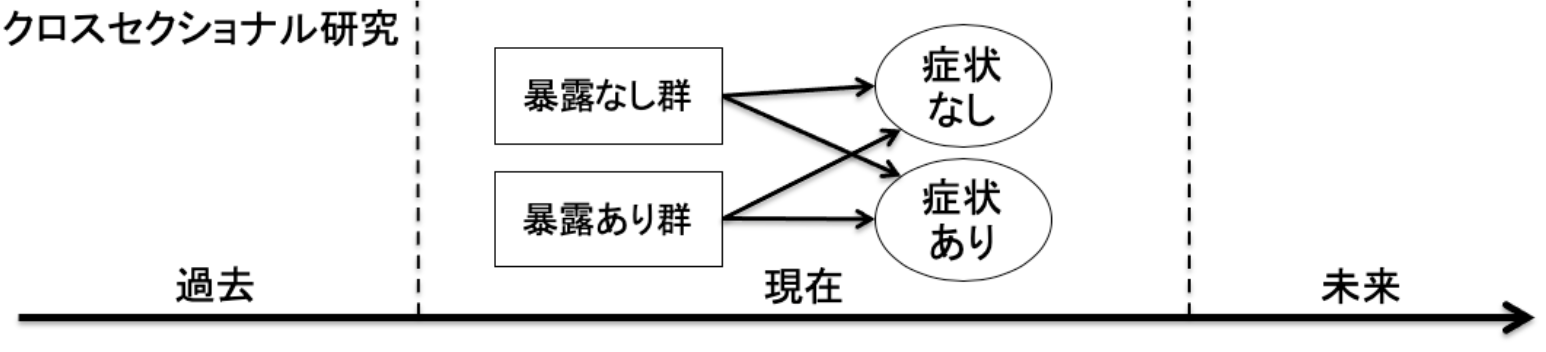 クロスセクショナル研究
暴露なし群
症状
なし
暴露あり群
症状
あり
過去
現在
未来